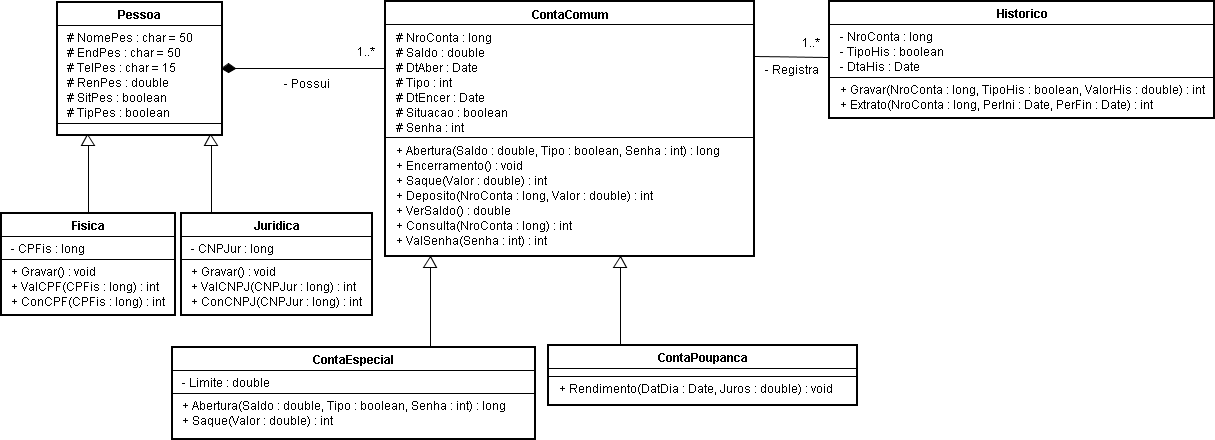 Pessoa
# NomePes : char = 50
# EndPes : char = 50
# TelPes : char = 15
# RenPes : double
# SitPes : boolean
# TipPes : boolean
1..*
- Possui
ContaComum
# NroConta : long
# Saldo : double
# DtAber : Date
# Tipo : int
# DtEncer : Date
# Situacao : boolean
# Senha : int
+ Abertura(Saldo : double, Tipo : boolean, Senha : int) : long
+ Encerramento() : void
+ Saque(Valor : double) : int
+ Deposito(NroConta : long, Valor : double) : int
+ VerSaldo() : double
+ Consulta(NroConta : long) : int
+ ValSenha(Senha : int) : int
1..*
- Registra
Historico
- NroConta : long
- TipoHis : boolean
- DtaHis : Date
+ Gravar(NroConta : long, TipoHis : boolean, ValorHis : double) : int
+ Extrato(NroConta : long, PerIni : Date, PerFin : Date) : int
Fisica
- CPFis : long
+ Gravar() : void
+ ValCPF(CPFis : long) : int
+ ConCPF(CPFis : long) : int
Juridica
- CNPJur : long
+ Gravar() : void
+ ValCNPJ(CNPJur : long) : int
+ ConCNPJ(CNPJur : long) : int
ContaEspecial
- Limite : double
+ Abertura(Saldo : double, Tipo : boolean, Senha : int) : long
+ Saque(Valor : double) : int
ContaPoupanca
+ Rendimento(DatDia : Date, Juros : double) : void